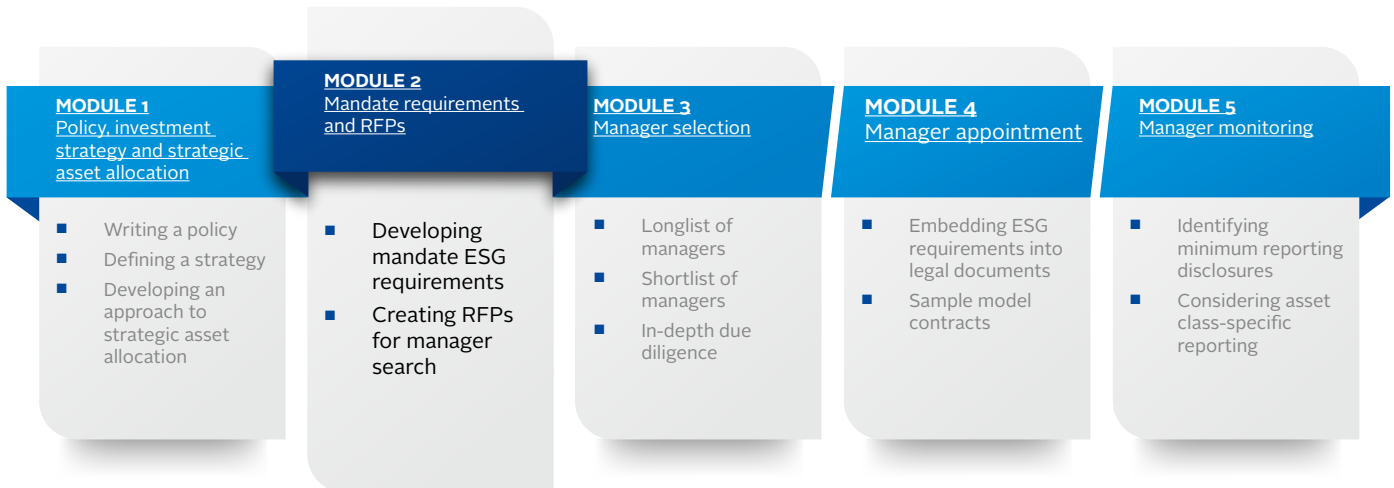 MODULE 1
Policy, investment
strategy and strategic
asset allocation
Writing a policy
Defining a strategy
Developing an
approach to
strategic asset
allocation
MODULE 2
Mandate requirements
and RFPs
Developing
mandate ESG
requirements
Creating RFPs
for manager
search
MODULE 3
Manager selection
Longlist of
managers
Shortlist of
managers
In-depth due
diligence
MODULE 4
Manager appointment
Embedding ESG
requirements into
legal documents
Sample model
contracts
MODULE 5
Manager monitoring
Identifying
minimum reporting
disclosures
Considering asset
class-specific
reporting